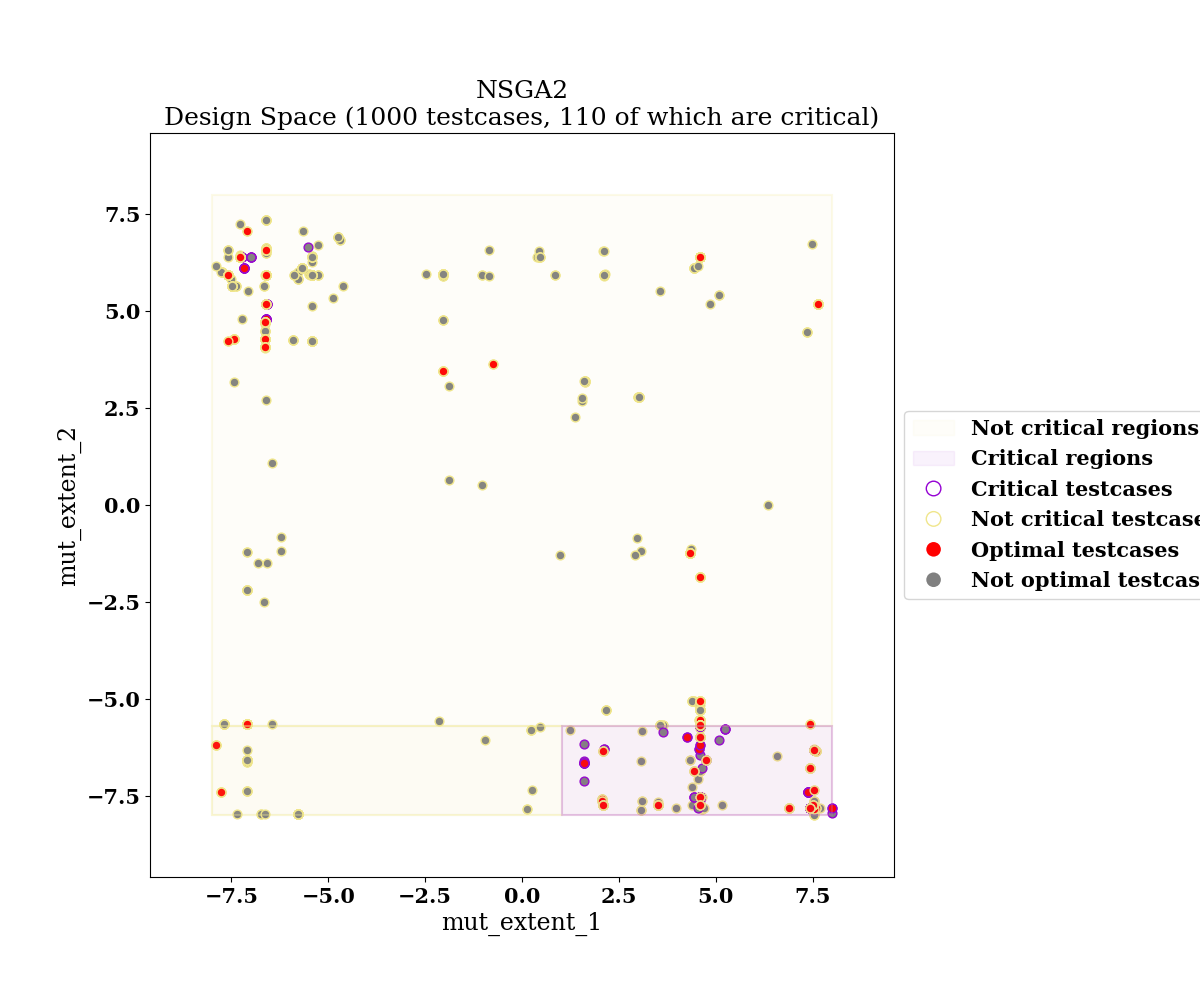 NSGA2
Design Space (1000 testcases, 110 of which are critical)
7.5
5.0
2.5
0.0
−2.5
−5.0
−7.5
mut_extent_2
−7.5 −5.0 −2.5 0.0 2.5 5.0 7.5
mut_extent_1
Not critical regions
Critical regions
Critical testcases
Not critical testcase
Optimal testcases
Not optimal testcas